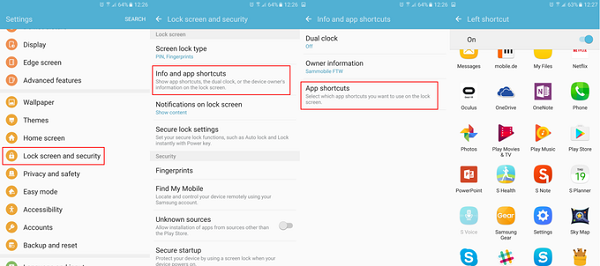 64% 12:26
Settings
SEARCH
Display
Edge screen
Advanced features
Wallpaper
Themes
Home screen
Lock screen and security
Privacy and safety
Easy mode
Accessibility
Accounts
Backup and reset
64% 12:26
Lock screen and security
Lock screen
Screen lock type
PIN, Fingerprints
Info and app shortcuts
Show app shortcuts, the dual clock, or the device owner's
information on the lock screen.
Notifications on lock screen
Show content
Secure lock settings
Set your secure lock functions, such as Auto lock and Lock
instantly with Power key.
Security
Fingerprints
Find My Mobile
Locate and control your device remotely using your
Samsung account.
Unknown sources
Allow installation of apps from sources other than
the Play Store.
Secure startup
Protect your device by using a screen lock when your
device powers on.
64% 12:26
Info and app shortcuts
Dual clock
Off
Owner information
Sammobile FTW
App shortcuts
Select which app shortcuts you want to use on the lock
screen.
63% 12:27
Left shortcut
On
Messages
mobile.de
My Files
Netflix
Oculus
OneDrive
OneNote
Phone
Photos
Play Movies
& TV
Play Music
Play Store
PowerPoint
S Health
S Note
SEP
19
S Planner
S Voice
Gear
Samsung
Gear
Settings
Sky Map